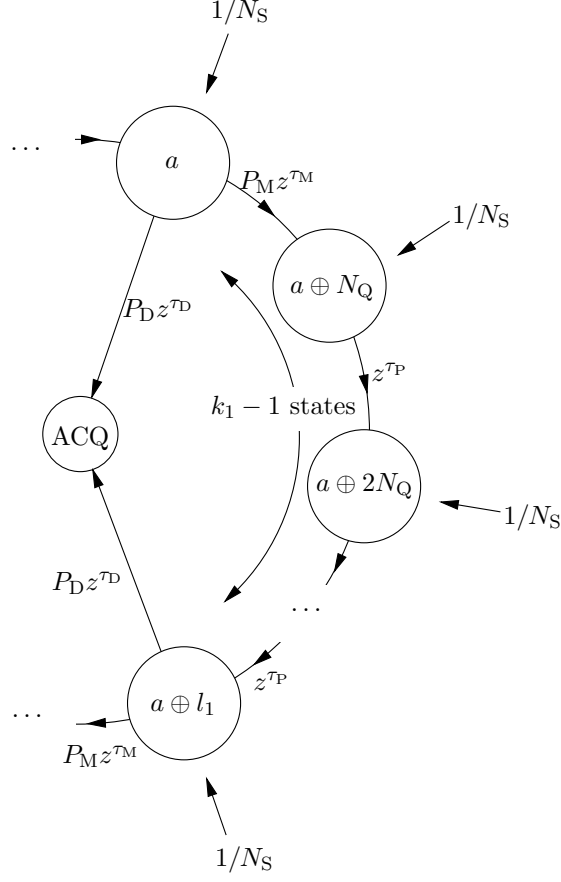 1/N_S
...
a
P_M z^{τ_M}
1/N_S
a ⊕ N_Q
P_D z^{τ_D}
z^{τ_P}
k_1 − 1 states
ACQ
a ⊕ 2N_Q
1/N_S
P_D z^{τ_D}
...
z^{τ_P}
a ⊕ l_1
...
P_M z^{τ_M}
1/N_S